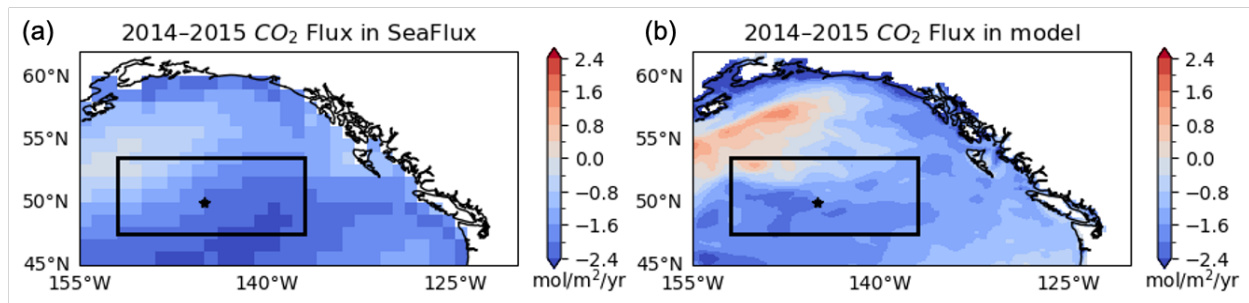 (a) 2014–2015 CO₂ Flux in SeaFlux
60°N
55°N
50°N
45°N
155°W 140°W 125°W
2.4
1.6
0.8
0.0
−0.8
−1.6
−2.4
mol/m²/yr
(b) 2014–2015 CO₂ Flux in model
60°N
55°N
50°N
45°N
155°W 140°W 125°W
2.4
1.6
0.8
0.0
−0.8
−1.6
−2.4
mol/m²/yr